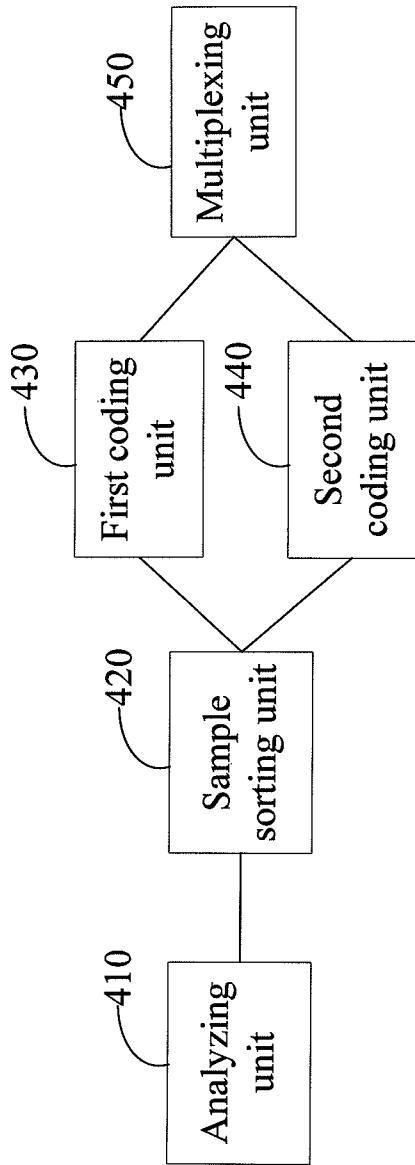 410
Analyzing
unit
420
Sample
sorting unit
430
First coding
unit
440
Second
coding unit
450
Multiplexing
unit